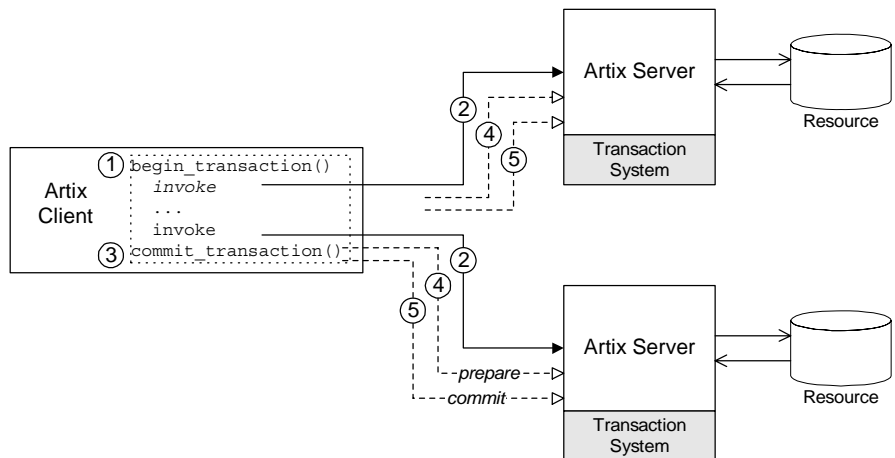 Artix Server
Transaction
System
Resource
2
4
5
Artix
Client
1
begin_transaction()
invoke
...
invoke
3
commit_transaction()
2
4
5
prepare
commit
Artix Server
Transaction
System
Resource